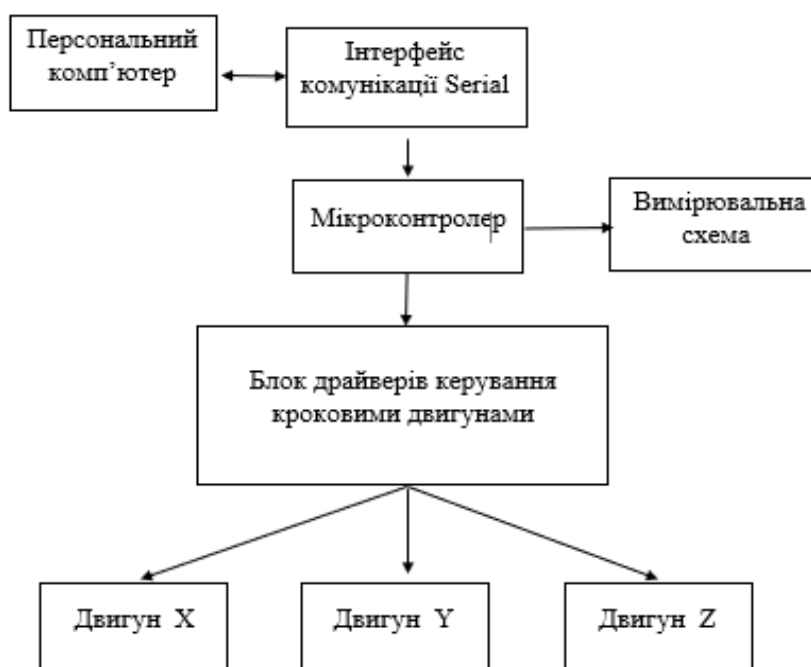 Персональний
комп’ютер
Інтерфейс
комунікації Serial
Мікроконтролер
Вимірювальна
схема
Блок драйверів керування
кроковими двигунами
Двигун X
Двигун Y
Двигун Z